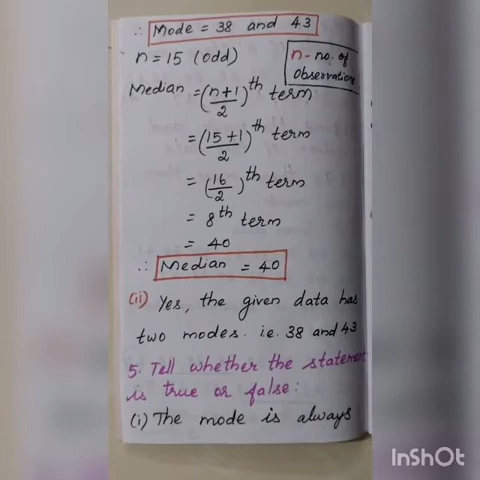 ∴ Mode = 38 and 43
n = 15 (odd)
n - no. of
observation
Median = (n+1/2)th term
= (15+1/2)th term
= (16/2)th term
= 8th term
= 40
∴ Median = 40
(ii) Yes, the given data has
two modes. i.e. 38 and 43
5. Tell whether the statement
is true or false:
(i) The mode is always
InShOt